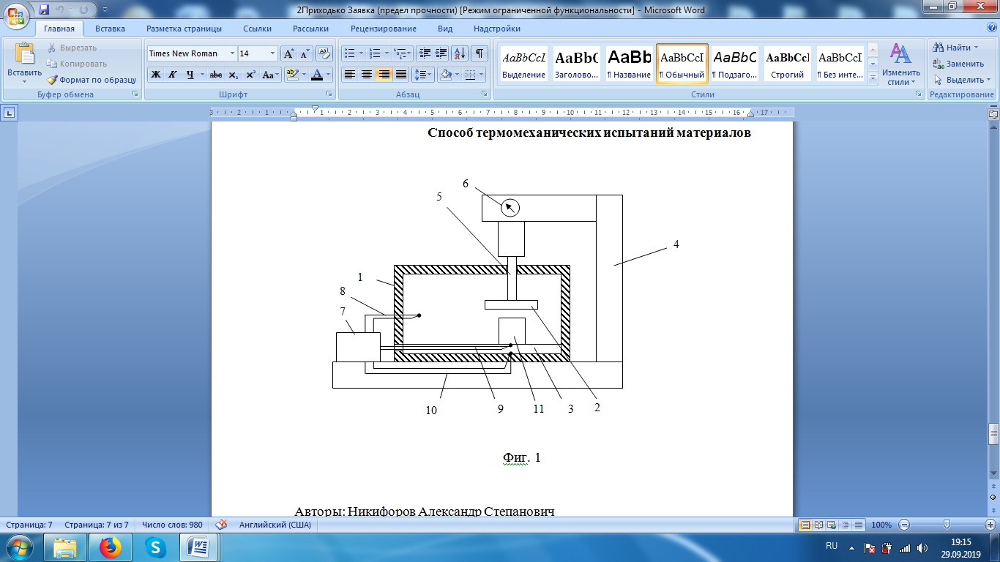 2Приходько Заявка (предел прочности) [Режим ограниченной функциональности] - Microsoft Word
Главная Вставка Разметка страницы Ссылки Рассылки Рецензирование Вид Надстройки
Вставить
Вырезать
Копировать
Формат по образцу
Буфер обмена
Times New Roman 14
Ж К Ч abc x₂ x² Aa
Шрифт
Абзац
AaBbCcI AaBbC AaBb AaBbCcI AaBbC AaBbCc AaBbCcI
Выделение Заголово... ¶ Название ¶ Обычный ¶ Подзаго... Строгий ¶ Без инте...
Стили
Изменить стили
Найти
Заменить
Выделить
Редактирование
3 2 1 1 2 3 4 5 6 7 8 9 10 11 12 13 14 15 16 17
Способ термомеханических испытаний материалов
6
5
4
1
8
7
10 9 11 3 2
Фиг. 1
Авторы: Никифоров Александр Степанович
Страница: 7 Страница: 7 из 7 Число слов: 980 Английский (США) 100%
RU 19:15
29.09.2019